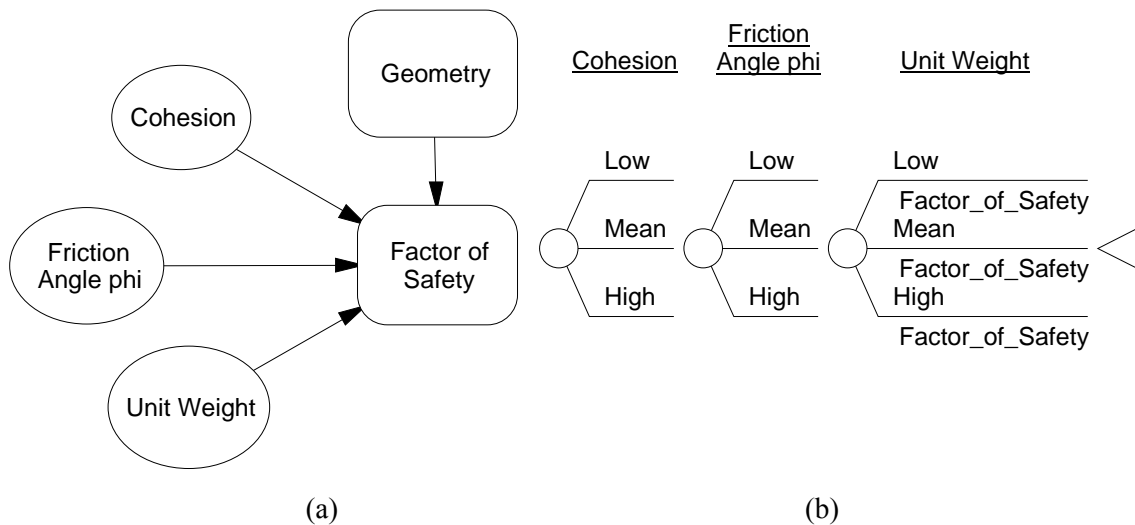 Geometry
Cohesion
Friction
Angle phi
Factor of
Safety
Unit Weight
Cohesion
Friction
Angle phi
Unit Weight
Low
Mean
High
Low
Mean
High
Low
Factor_of_Safety
Mean
Factor_of_Safety
High
Factor_of_Safety
(a)
(b)